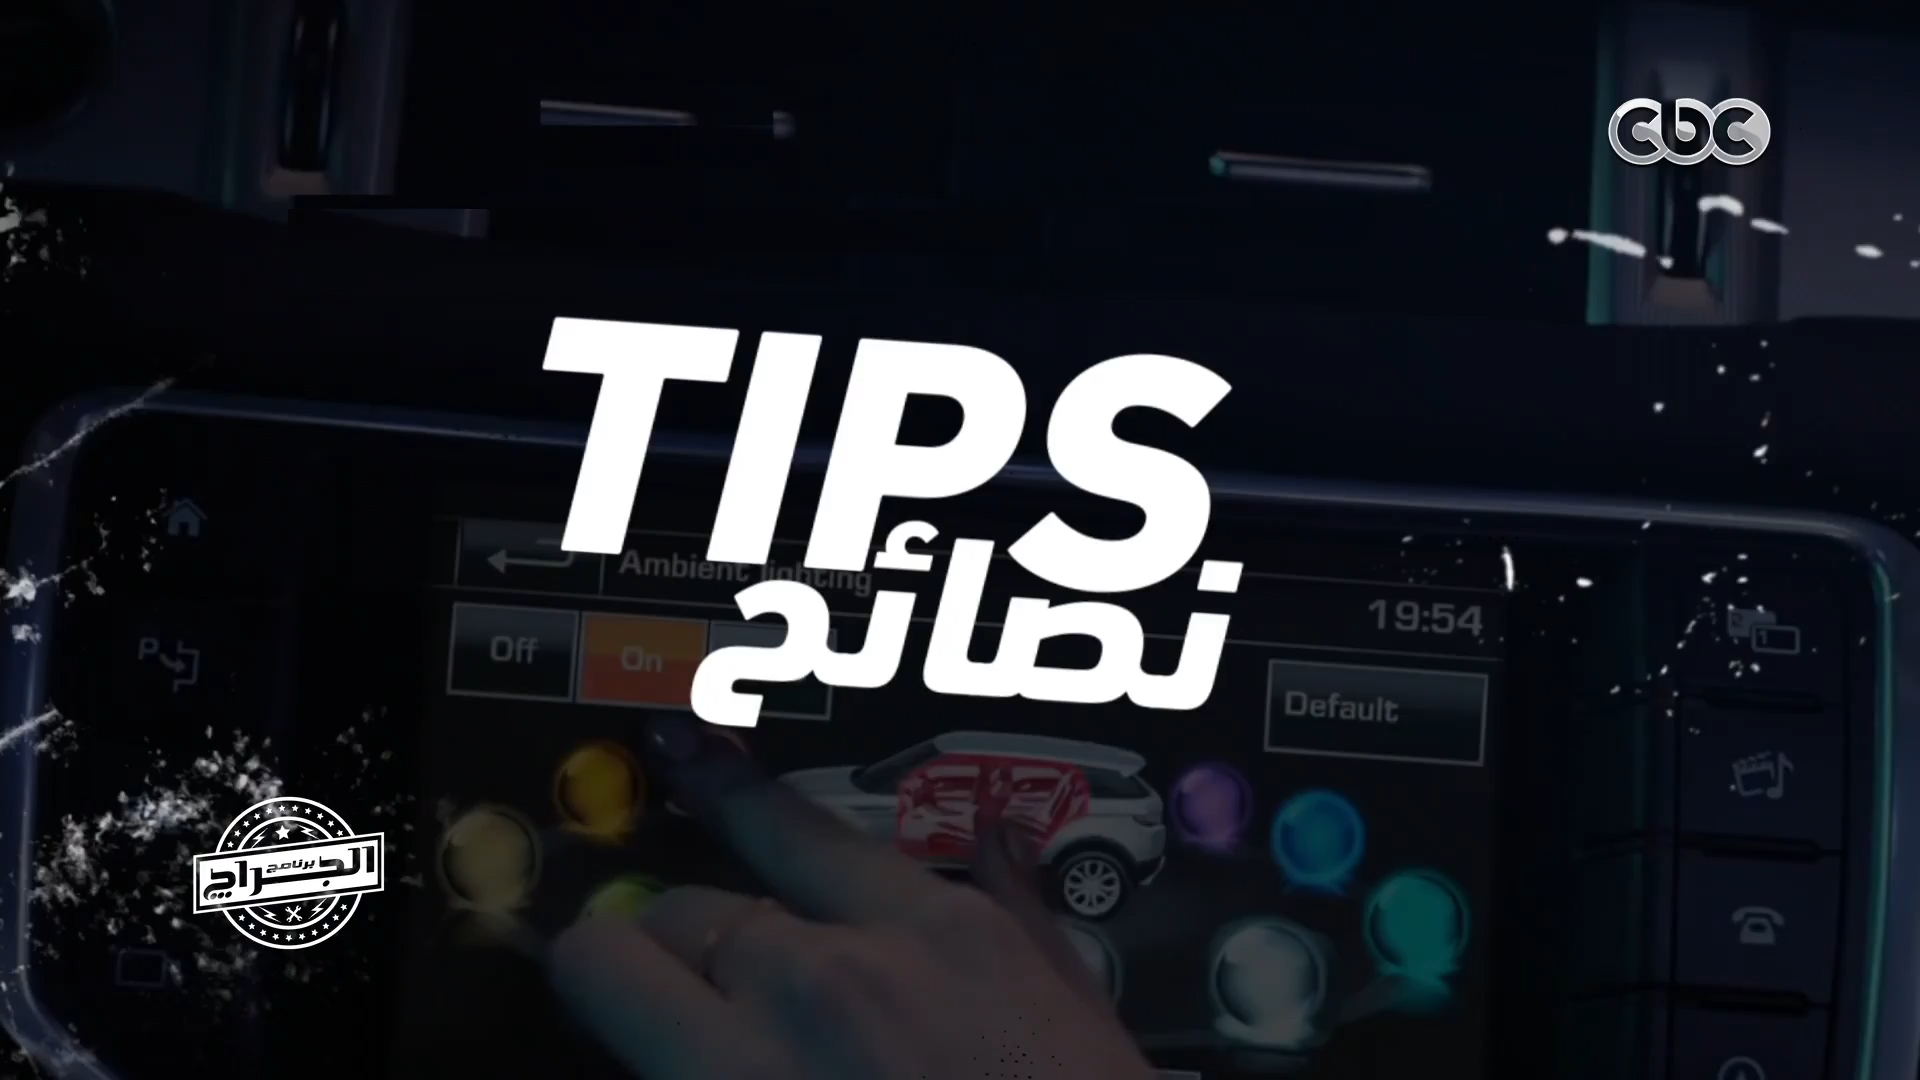 cbc
TIPS
نصائح
Ambient lighting
19:54
Off
On
Default
برنامج
الجراج